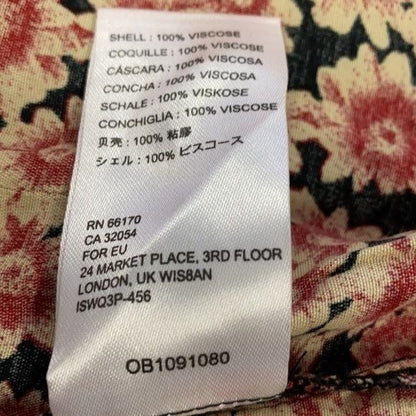 SHELL : 100% VISCOSE
COQUILLE : 100% VISCOSE
CÁSCARA : 100% VISCOSA
CONCHA : 100% VISCOSE
SCHALE : 100% VISKOSE
CONCHIGLIA : 100% VISCOSE
贝壳 : 100% 粘膠
シェル : 100% ビスコース
RN 66170
CA 32054
FOR EU
24 MARKET PLACE, 3RD FLOOR
LONDON, UK WIS8AN
ISWQ3P-456
OB1091080